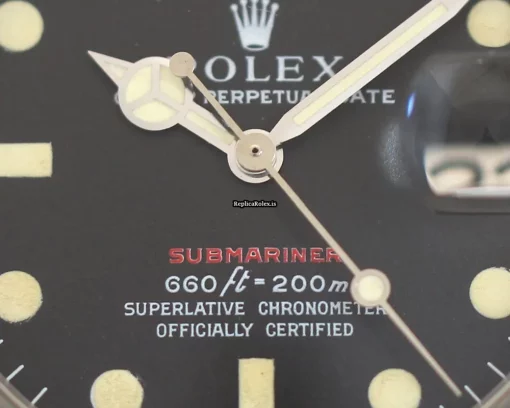 ROLEX
PERPETUAL DATE
ReplicaRolex.is
SUBMARINER
660 ft = 200 m
SUPERLATIVE CHRONOMETER
OFFICIALLY CERTIFIED